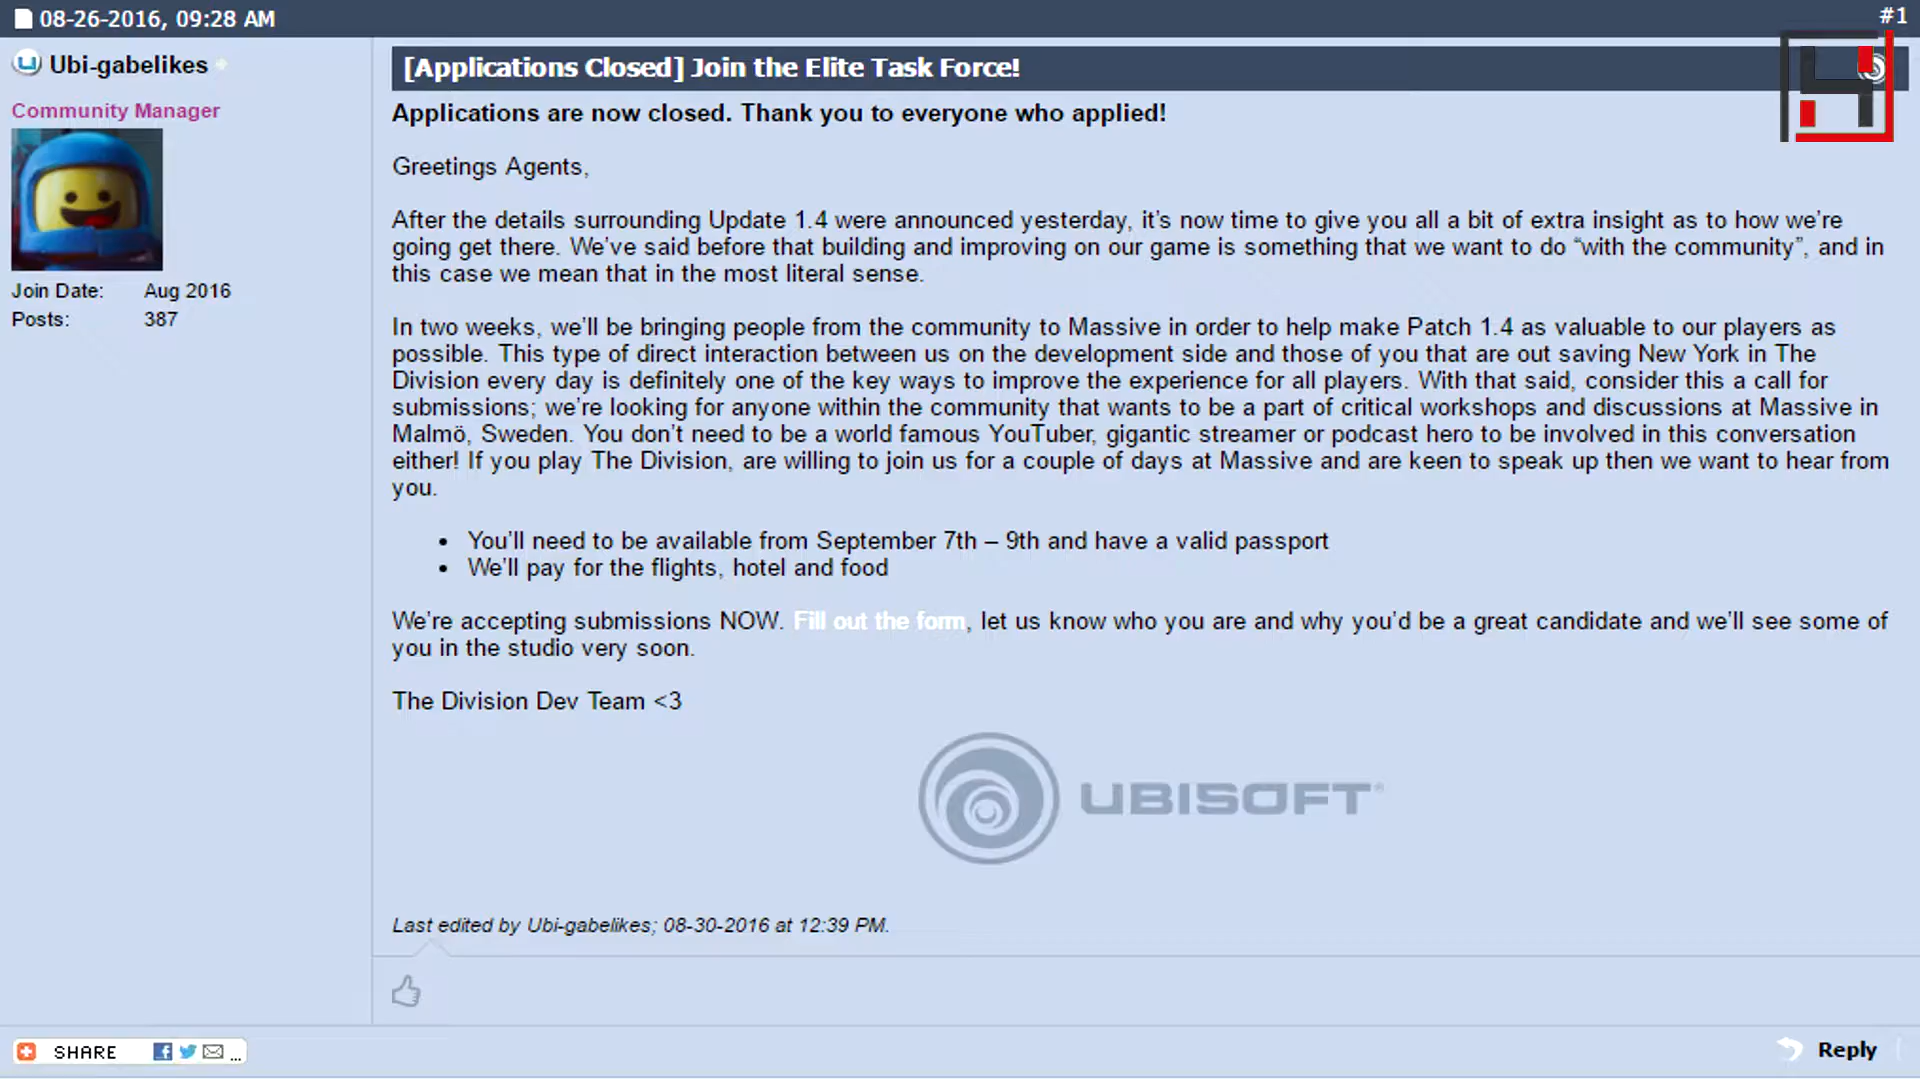 08-26-2016, 09:28 AM
#1
Ubi-gabelikes
Community Manager
Join Date: Aug 2016
Posts: 387
[Applications Closed] Join the Elite Task Force!
Applications are now closed. Thank you to everyone who applied!
Greetings Agents,
After the details surrounding Update 1.4 were announced yesterday, it’s now time to give you all a bit of extra insight as to how we’re
going get there. We’ve said before that building and improving on our game is something that we want to do “with the community”, and in
this case we mean that in the most literal sense.
In two weeks, we’ll be bringing people from the community to Massive in order to help make Patch 1.4 as valuable to our players as
possible. This type of direct interaction between us on the development side and those of you that are out saving New York in The
Division every day is definitely one of the key ways to improve the experience for all players. With that said, consider this a call for
submissions; we’re looking for anyone within the community that wants to be a part of critical workshops and discussions at Massive in
Malmö, Sweden. You don’t need to be a world famous YouTuber, gigantic streamer or podcast hero to be involved in this conversation
either! If you play The Division, are willing to join us for a couple of days at Massive and are keen to speak up then we want to hear from
you.
• You’ll need to be available from September 7th – 9th and have a valid passport
• We’ll pay for the flights, hotel and food
We’re accepting submissions NOW. Fill out the form, let us know who you are and why you’d be a great candidate and we’ll see some of
you in the studio very soon.
The Division Dev Team <3
UBISOFT®
Last edited by Ubi-gabelikes; 08-30-2016 at 12:39 PM.
SHARE ...
Reply